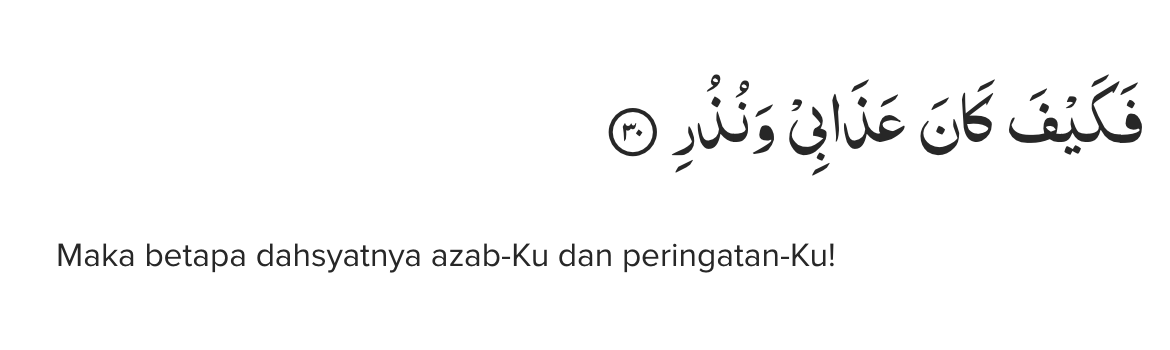 فَكَيْفَ كَانَ عَذَابِيْ وَنُذُرِ ٣٠
Maka betapa dahsyatnya azab-Ku dan peringatan-Ku!